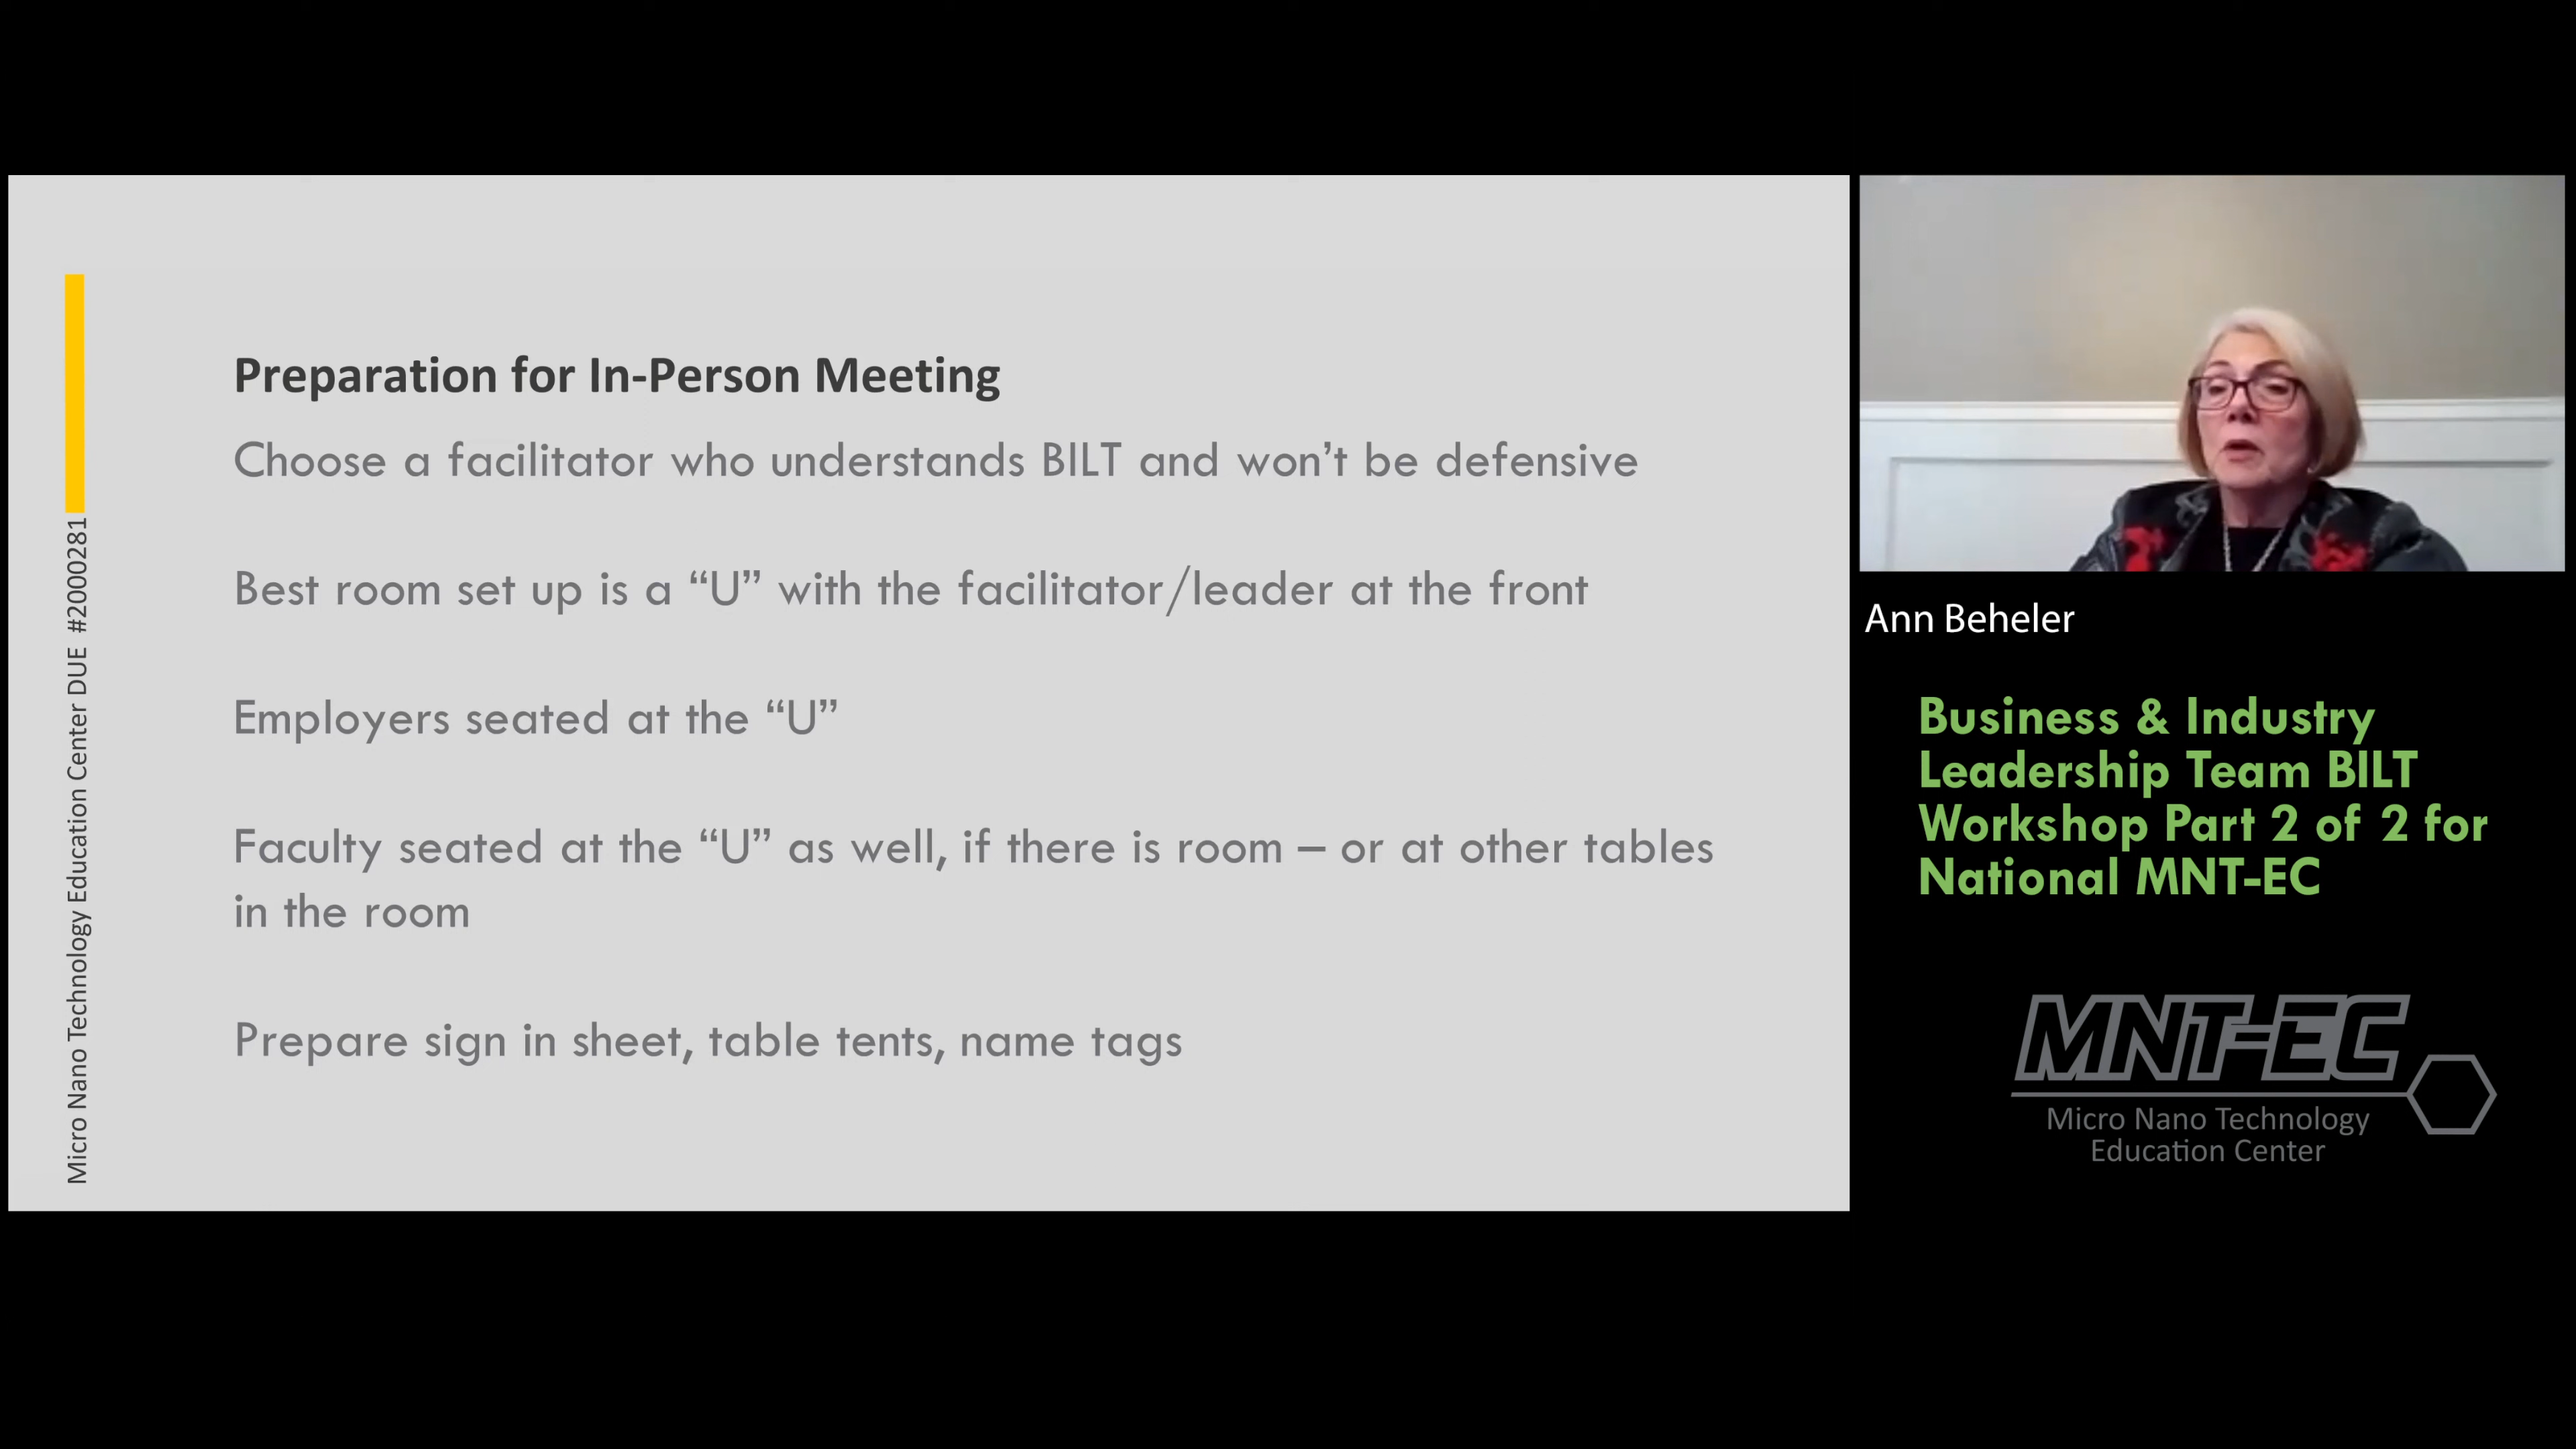 Preparation for In-Person Meeting
Choose a facilitator who understands BILT and won’t be defensive
Best room set up is a “U” with the facilitator/leader at the front
Employers seated at the “U”
Faculty seated at the “U” as well, if there is room – or at other tables
in the room
Prepare sign in sheet, table tents, name tags
Micro Nano Technology Education Center DUE #2000281
Ann Beheler
Business & Industry
Leadership Team BILT
Workshop Part 2 of 2 for
National MNT-EC
MNT-EC
Micro Nano Technology
Education Center